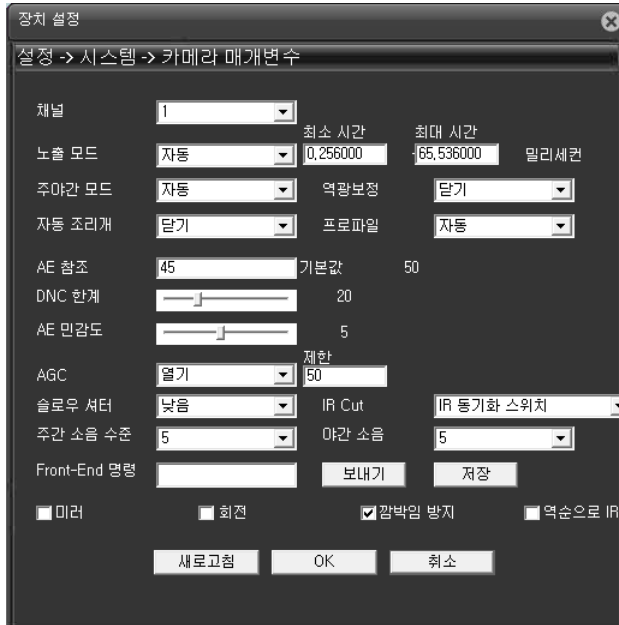 장치 설정
설정 -> 시스템 -> 카메라 매개변수
채널 1
최소 시간 최대 시간
노출 모드 자동 0,256000 -65,536000 밀리세컨
주야간 모드 자동 역광보정 닫기
자동 조리개 닫기 프로파일 자동
AE 참조 45 기본값 50
DNC 한계 20
AE 민감도 5
제한
AGC 열기 50
슬로우 셔터 낮음 IR Cut IR 동기화 스위치
주간 소음 수준 5 야간 소음 5
Front-End 명령 보내기 저장
미러 회전 깜박임 방지 역순으로 IR
새로고침 OK 취소